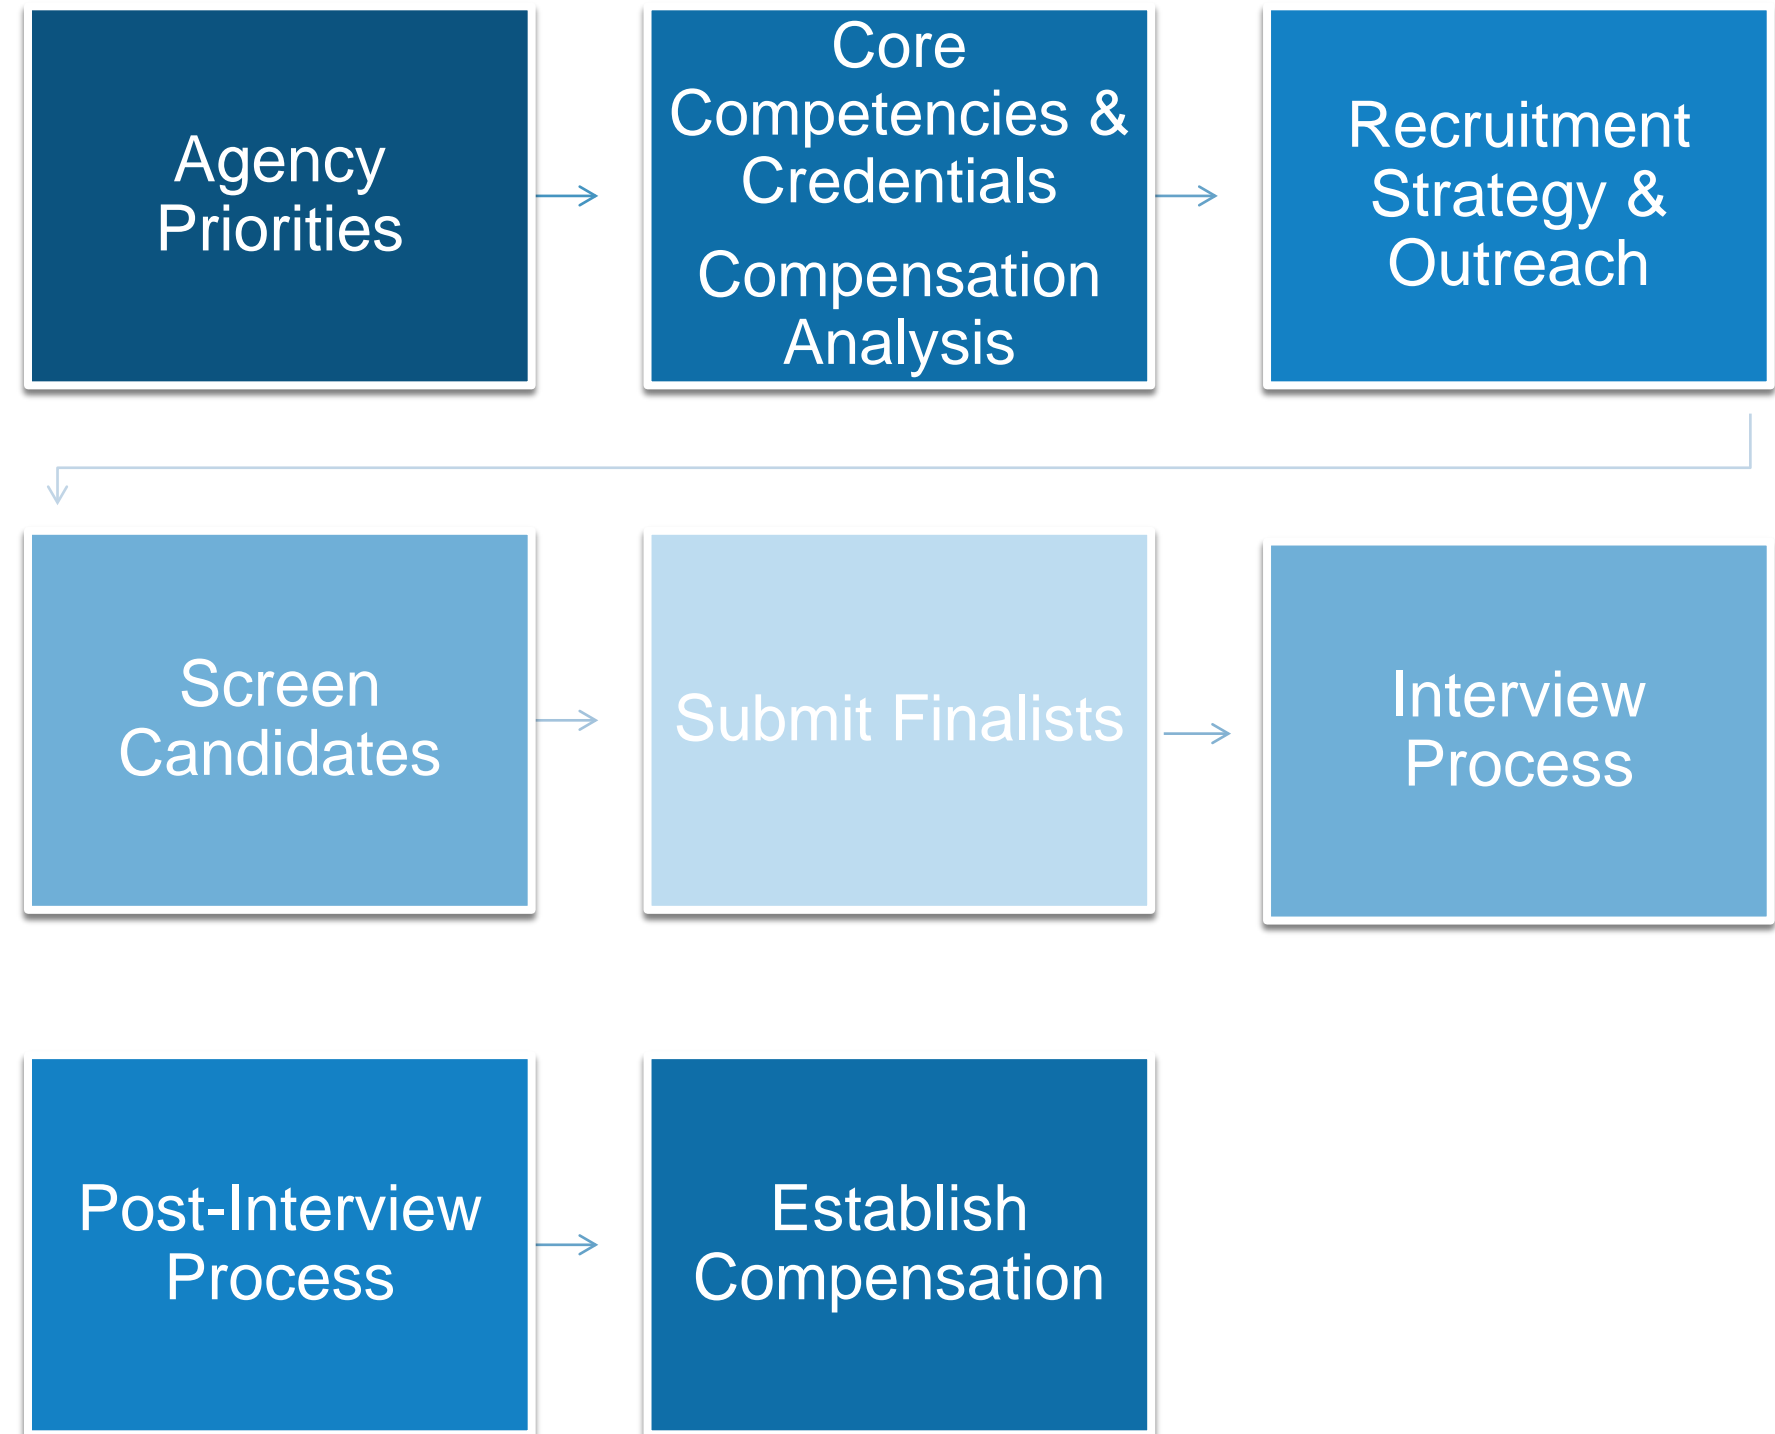 Agency
Priorities
Core
Competencies &
Credentials
Compensation
Analysis
Recruitment
Strategy &
Outreach
Screen
Candidates
Submit Finalists
Interview
Process
Post-Interview
Process
Establish
Compensation